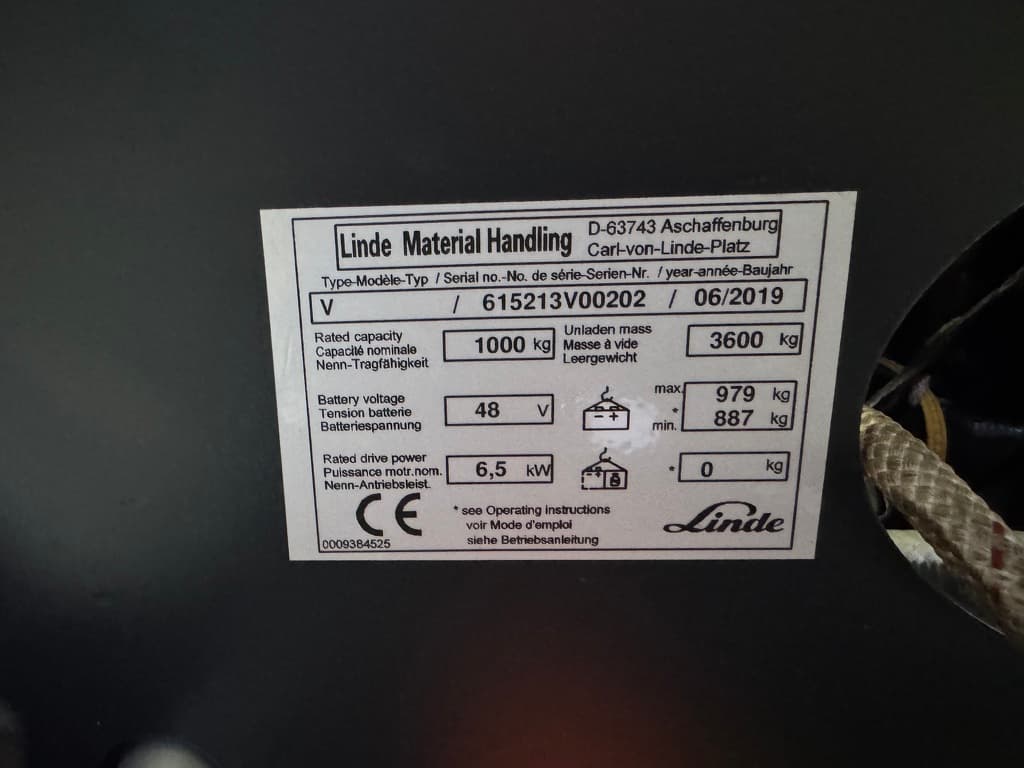 Linde Material Handling D-63743 Aschaffenburg
Carl-von-Linde-Platz
Type-Modèle-Typ / Serial no.-No. de série-Serien-Nr. / year-année-Baujahr
V / 615213V00202 / 06/2019
Rated capacity
Capacité nominale
Nenn-Tragfähigkeit
1000 kg
Unladen mass
Masse à vide
Leergewicht
3600 kg
Battery voltage
Tension batterie
Batteriespannung
48 V
max. 979 kg
*
min. 887 kg
Rated drive power
Puissance motr.nom.
Nenn-Antriebsleist.
6,5 kW
* 0 kg
CE
0009384525
* see Operating instructions
voir Mode d'emploi
siehe Betriebsanleitung
Linde